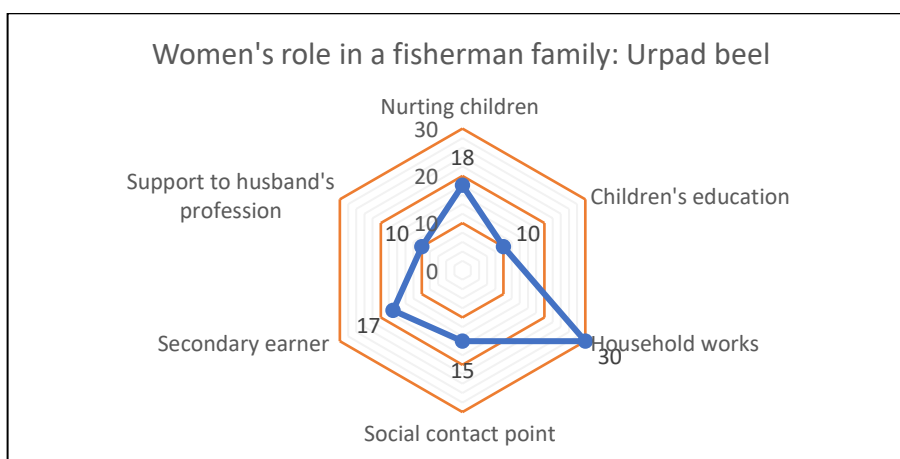 Women's role in a fisherman family: Urpad beel
Nurting children
30
18
20
Support to husband's
profession
Children's education
10
10
10
0
17
Secondary earner
Household works
30
15
Social contact point